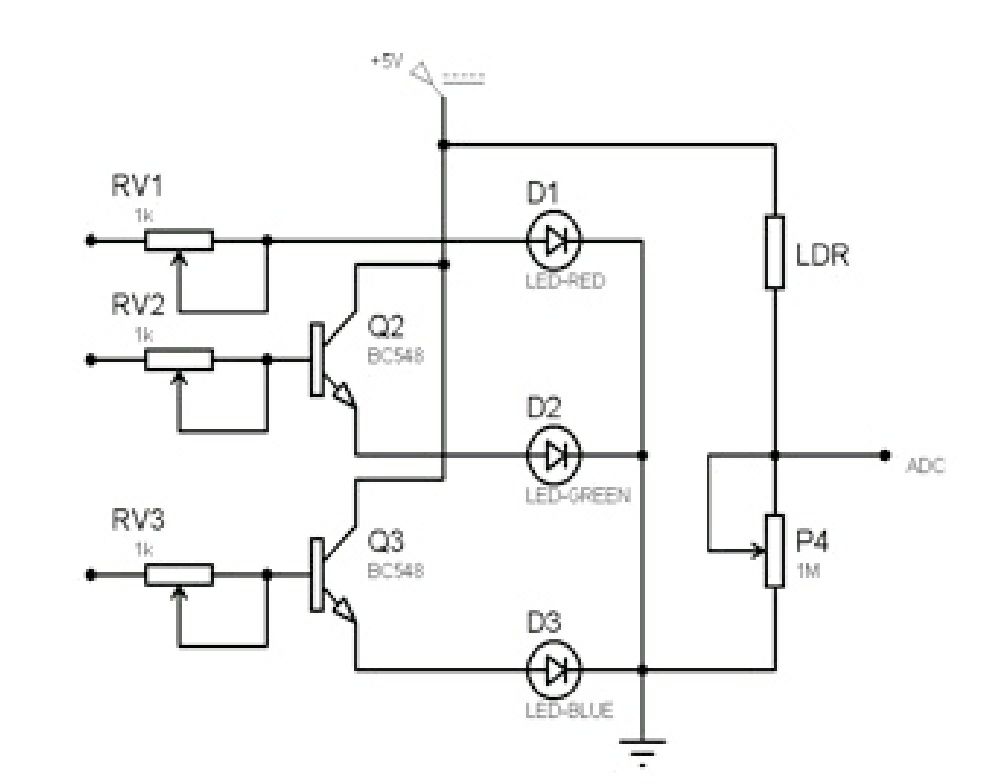 +5V
RV1
1k
D1
LED-RED
LDR
RV2
1k
Q2
BC548
D2
LED-GREEN
ADC
RV3
1k
Q3
BC548
P4
1M
D3
LED-BLUE